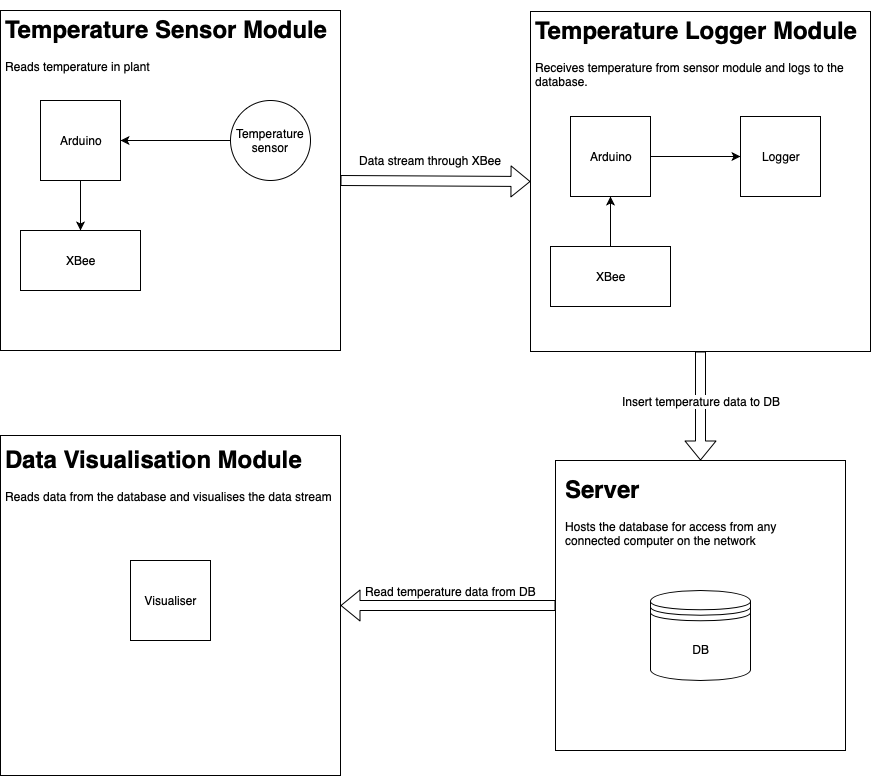 Temperature Sensor Module
Reads temperature in plant
Arduino
Temperature
sensor
XBee
Data stream through XBee
Temperature Logger Module
Receives temperature from sensor module and logs to the
database.
Arduino
Logger
XBee
Insert temperature data to DB
Server
Hosts the database for access from any
connected computer on the network
DB
Read temperature data from DB
Data Visualisation Module
Reads data from the database and visualises the data stream
Visualiser